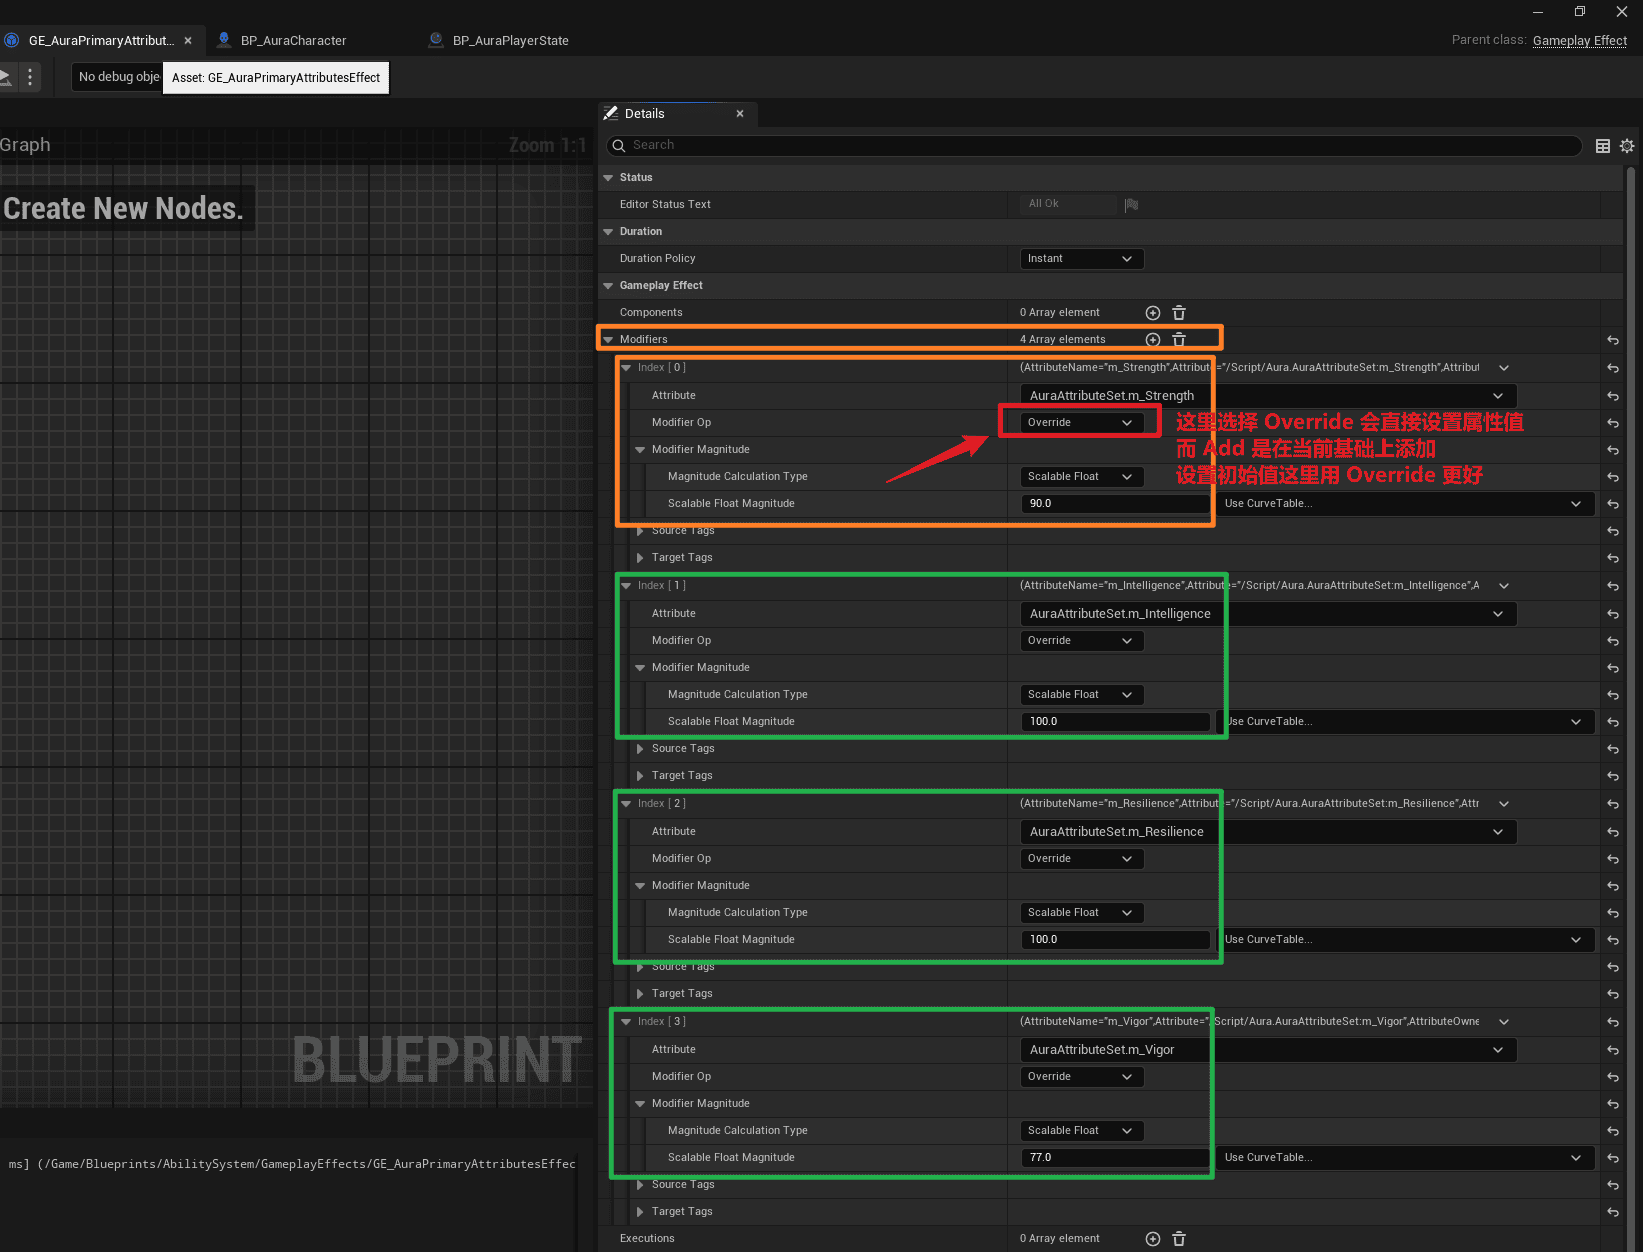 GE_AuraPrimaryAttribut...
BP_AuraCharacter
BP_AuraPlayerState
Parent class: Gameplay Effect
No debug obje
Asset: GE_AuraPrimaryAttributesEffect
Details
Graph
Zoom 1:1
Search
Create New Nodes.
Status
Editor Status Text
All Ok
Duration
Duration Policy
Instant
Gameplay Effect
Components
0 Array element
Modifiers
4 Array elements
Index [ 0 ]
(AttributeName="m_Strength",Attribute="/Script/Aura.AuraAttributeSet:m_Strength",Attribut
Attribute
AuraAttributeSet.m_Strength
Modifier Op
Override
这里选择 Override 会直接设置属性值
而 Add 是在当前基础上添加
设置初始值这里用 Override 更好
Modifier Magnitude
Magnitude Calculation Type
Scalable Float
Scalable Float Magnitude
90.0
Use CurveTable...
Source Tags
Target Tags
Index [ 1 ]
(AttributeName="m_Intelligence",Attribute="/Script/Aura.AuraAttributeSet:m_Intelligence",A
Attribute
AuraAttributeSet.m_Intelligence
Modifier Op
Override
Modifier Magnitude
Magnitude Calculation Type
Scalable Float
Scalable Float Magnitude
100.0
Use CurveTable...
Source Tags
Target Tags
Index [ 2 ]
(AttributeName="m_Resilience",Attribute="/Script/Aura.AuraAttributeSet:m_Resilience",Attr
Attribute
AuraAttributeSet.m_Resilience
Modifier Op
Override
Modifier Magnitude
Magnitude Calculation Type
Scalable Float
Scalable Float Magnitude
100.0
Use CurveTable...
Source Tags
Target Tags
Index [ 3 ]
(AttributeName="m_Vigor",Attribute="/Script/Aura.AuraAttributeSet:m_Vigor",AttributeOwne
Attribute
AuraAttributeSet.m_Vigor
Modifier Op
Override
Modifier Magnitude
Magnitude Calculation Type
Scalable Float
Scalable Float Magnitude
77.0
Use CurveTable...
Source Tags
Target Tags
Executions
0 Array element
BLUEPRINT
ms] (/Game/Blueprints/AbilitySystem/GameplayEffects/GE_AuraPrimaryAttributesEffec